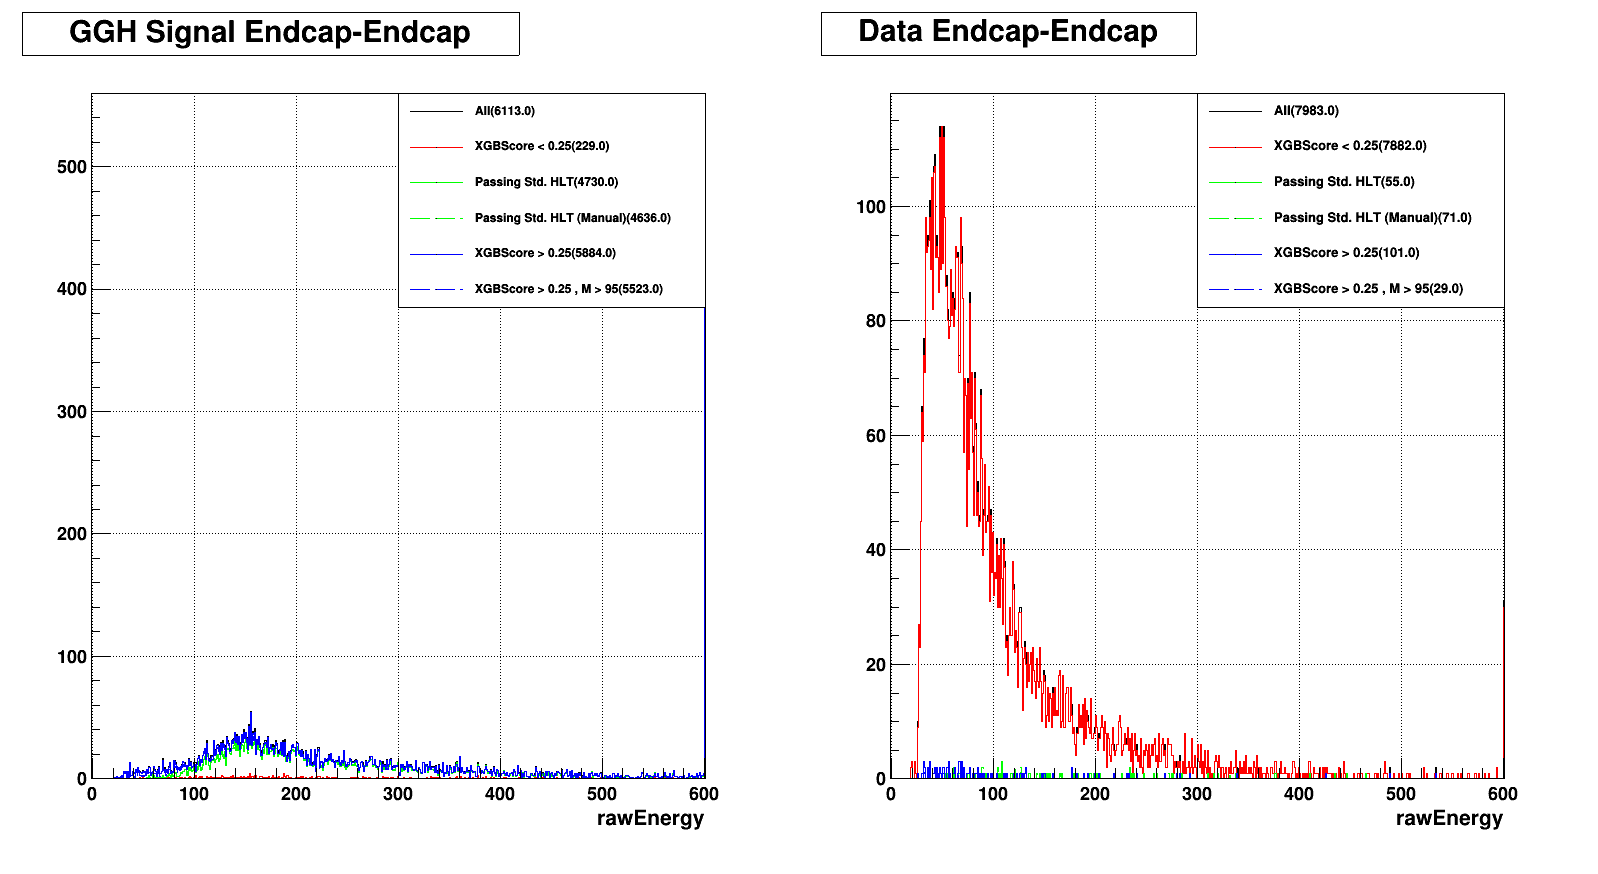 GGH Signal Endcap-Endcap
All(6113.0)
XGBScore < 0.25(229.0)
Passing Std. HLT(4730.0)
Passing Std. HLT (Manual)(4636.0)
XGBScore > 0.25(5884.0)
XGBScore > 0.25 , M > 95(5523.0)
500
400
300
200
100
0
0 100 200 300 400 500 600
rawEnergy
Data Endcap-Endcap
All(7983.0)
XGBScore < 0.25(7882.0)
Passing Std. HLT(55.0)
Passing Std. HLT (Manual)(71.0)
XGBScore > 0.25(101.0)
XGBScore > 0.25 , M > 95(29.0)
100
80
60
40
20
0
0 100 200 300 400 500 600
rawEnergy